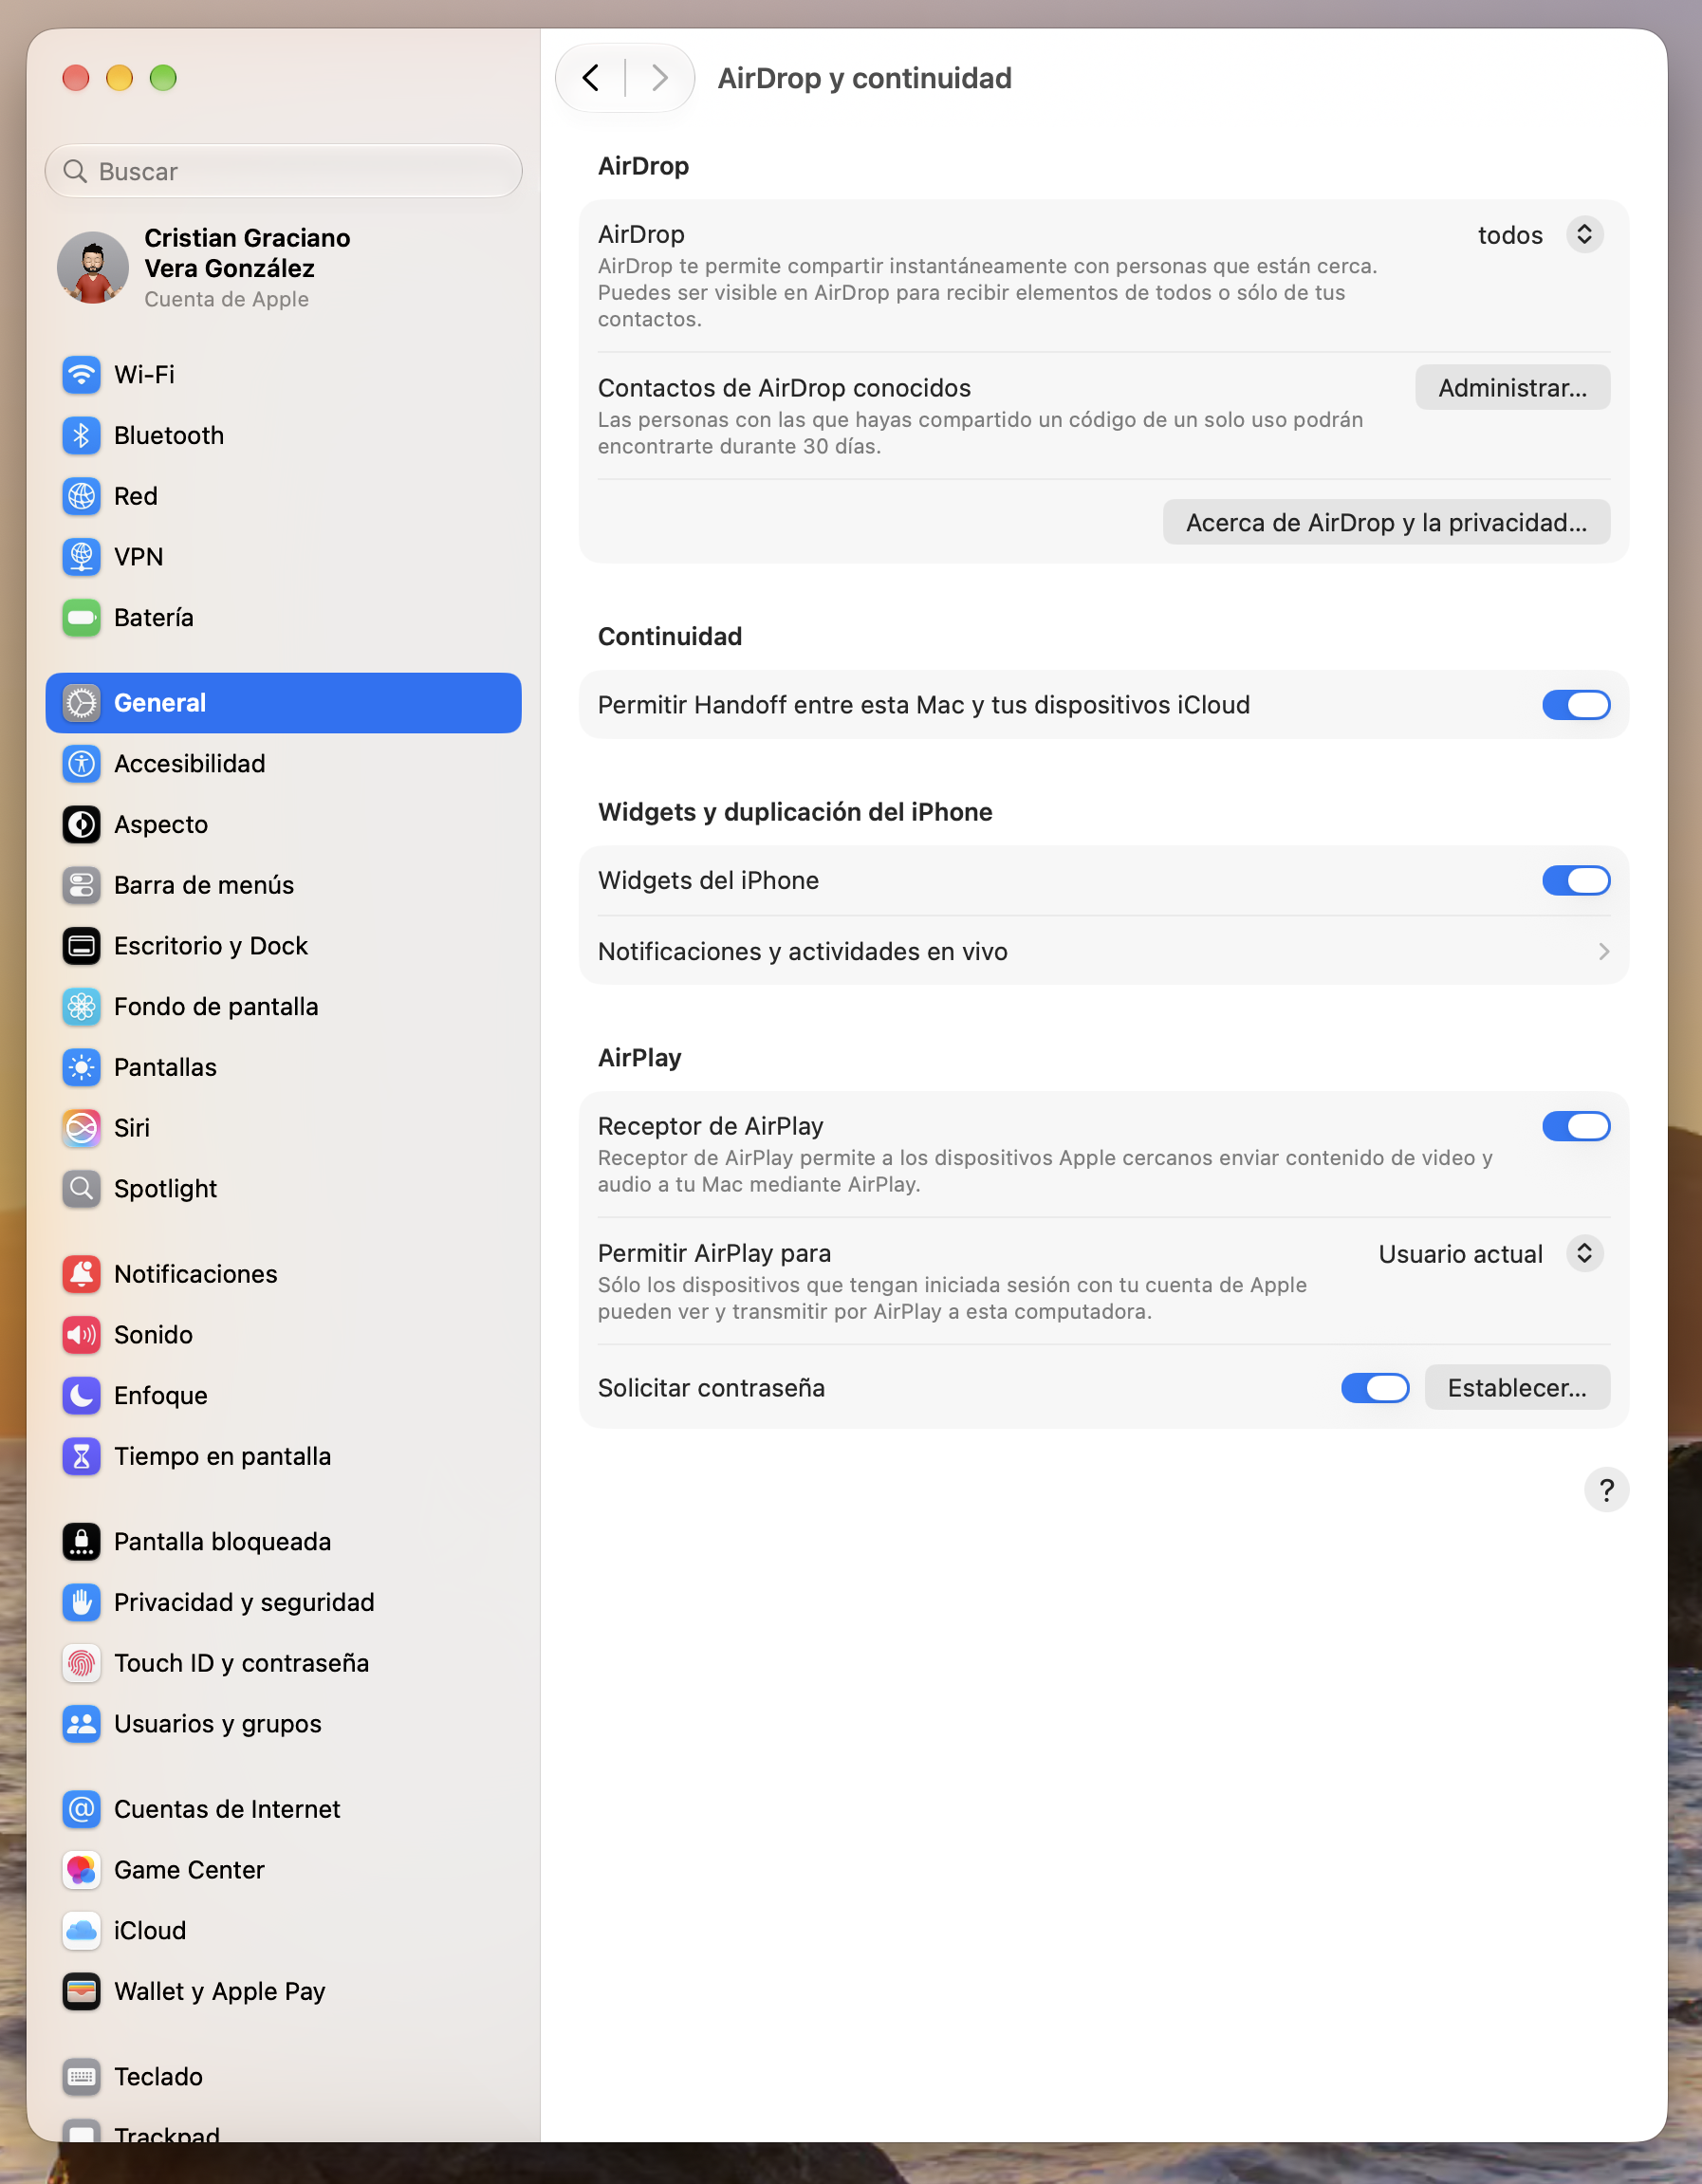 AirDrop y continuidad
Buscar
Cristian Graciano
Vera González
Cuenta de Apple
Wi-Fi
Bluetooth
Red
VPN
Batería
General
Accesibilidad
Aspecto
Barra de menús
Escritorio y Dock
Fondo de pantalla
Pantallas
Siri
Spotlight
Notificaciones
Sonido
Enfoque
Tiempo en pantalla
Pantalla bloqueada
Privacidad y seguridad
Touch ID y contraseña
Usuarios y grupos
Cuentas de Internet
Game Center
iCloud
Wallet y Apple Pay
Teclado
Trackpad
AirDrop
AirDrop todos
AirDrop te permite compartir instantáneamente con personas que están cerca.
Puedes ser visible en AirDrop para recibir elementos de todos o sólo de tus
contactos.
Contactos de AirDrop conocidos Administrar...
Las personas con las que hayas compartido un código de un solo uso podrán
encontrarte durante 30 días.
Acerca de AirDrop y la privacidad...
Continuidad
Permitir Handoff entre esta Mac y tus dispositivos iCloud
Widgets y duplicación del iPhone
Widgets del iPhone
Notificaciones y actividades en vivo
AirPlay
Receptor de AirPlay
Receptor de AirPlay permite a los dispositivos Apple cercanos enviar contenido de video y
audio a tu Mac mediante AirPlay.
Permitir AirPlay para Usuario actual
Sólo los dispositivos que tengan iniciada sesión con tu cuenta de Apple
pueden ver y transmitir por AirPlay a esta computadora.
Solicitar contraseña Establecer...
?